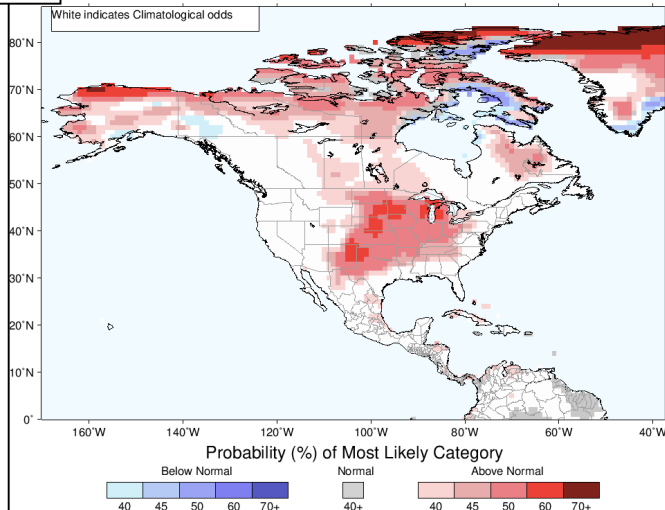 White indicates Climatological odds
80°N
70°N
60°N
50°N
40°N
30°N
20°N
10°N
0°
160°W 140°W 120°W 100°W 80°W 60°W 40°W
Probability (%) of Most Likely Category
Below Normal Normal Above Normal
40 45 50 60 70+ 40+ 40 45 50 60 70+